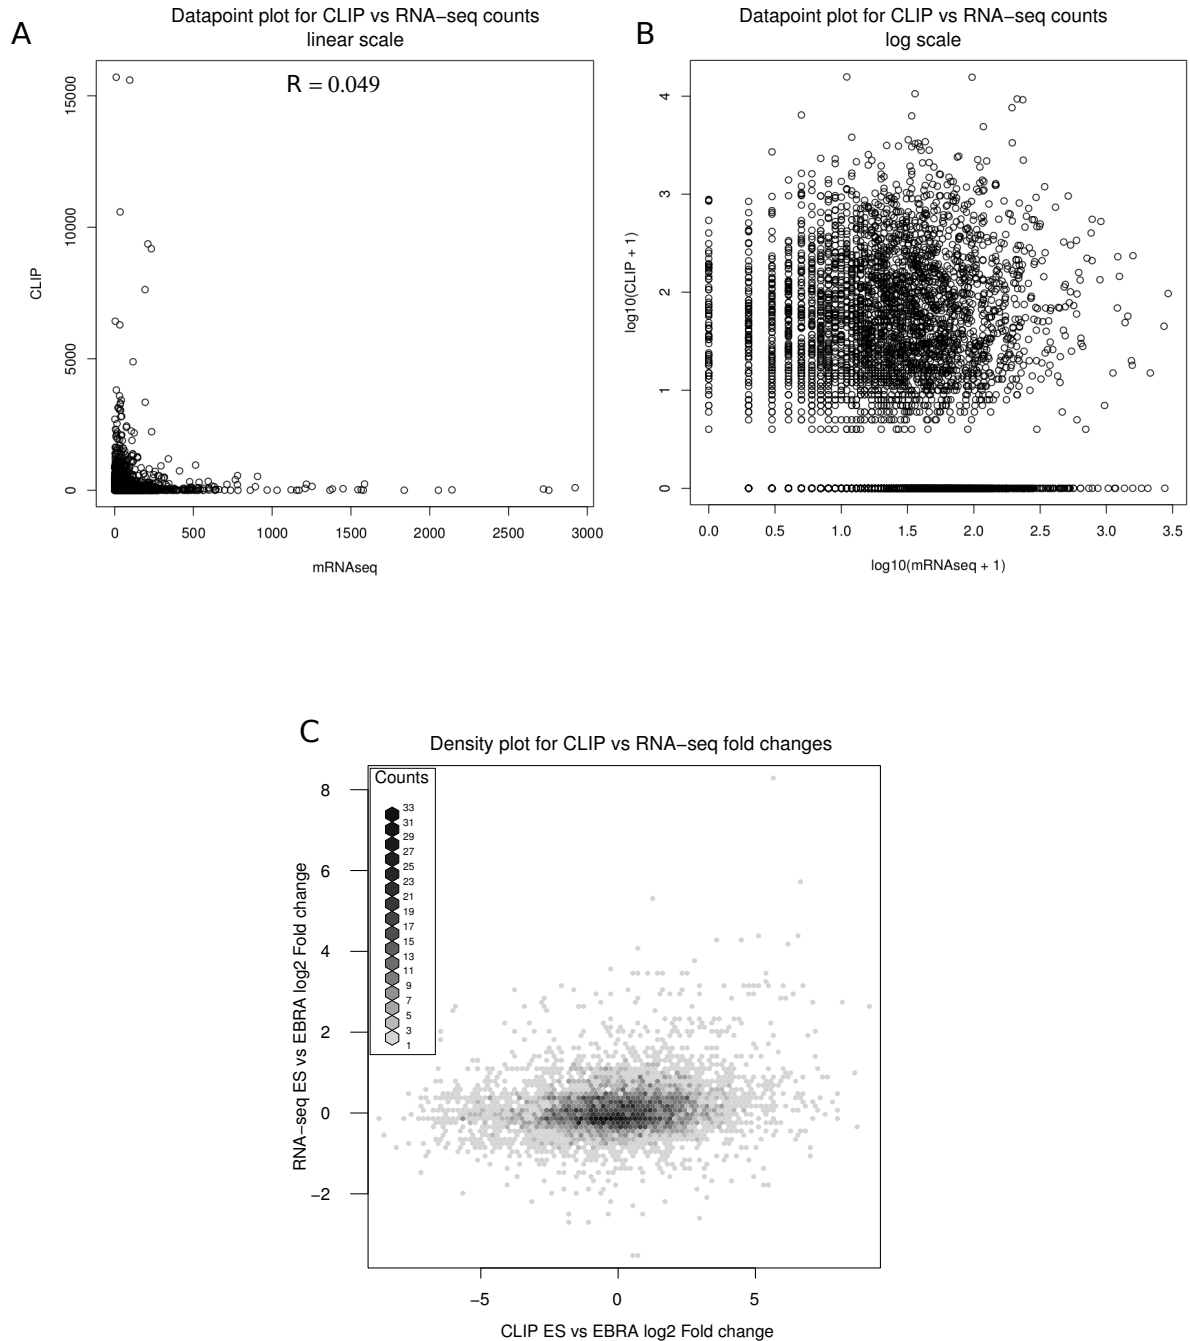 A
Datapoint plot for CLIP vs RNA−seq counts
linear scale
R = 0.049
CLIP
15000
10000
5000
0
0 500 1000 1500 2000 2500 3000
mRNAseq
B
Datapoint plot for CLIP vs RNA−seq counts
log scale
log10(CLIP + 1)
4
3
2
1
0
0.0 0.5 1.0 1.5 2.0 2.5 3.0 3.5
log10(mRNAseq + 1)
C
Density plot for CLIP vs RNA−seq fold changes
RNA−seq ES vs EBRA log2 Fold change
8
6
4
2
0
−2
Counts
33
31
29
27
25
23
21
19
17
15
13
11
9
7
5
3
1
−5 0 5
CLIP ES vs EBRA log2 Fold change